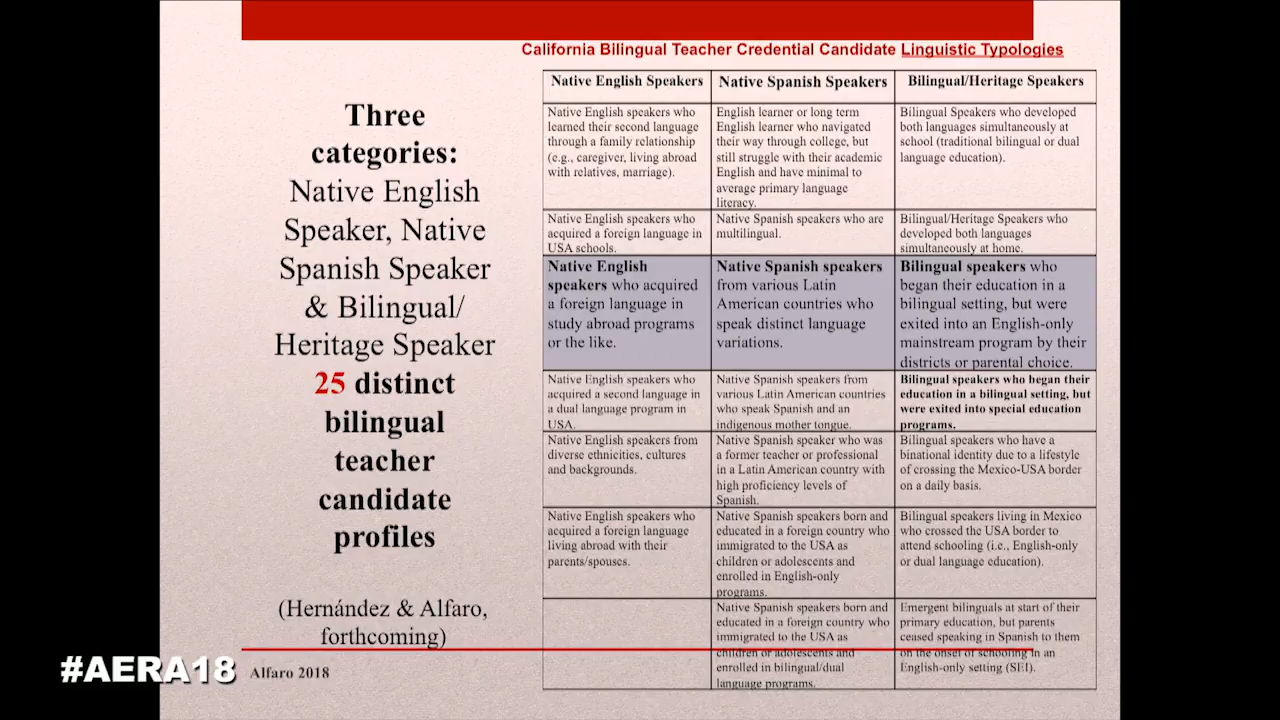 California Bilingual Teacher Credential Candidate Linguistic Typologies
Three
categories:
Native English
Speaker, Native
Spanish Speaker
& Bilingual/
Heritage Speaker
25 distinct
bilingual
teacher
candidate
profiles
(Hernández & Alfaro,
forthcoming)
Native English Speakers
Native Spanish Speakers
Bilingual/Heritage Speakers
Native English speakers who
learned their second language
through a family relationship
(e.g., caregiver, living abroad
with relatives, marriage).
English learner or long term
English learner who navigated
their way through college, but
still struggle with their academic
English and have minimal to
average primary language
literacy.
Bilingual Speakers who developed
both languages simultaneously at
school (traditional bilingual or dual
language education).
Native English speakers who
acquired a foreign language in
USA schools.
Native Spanish speakers who are
multilingual.
Bilingual/Heritage Speakers who
developed both languages
simultaneously at home.
Native English
speakers who acquired
a foreign language in
study abroad programs
or the like.
Native Spanish speakers
from various Latin
American countries who
speak distinct language
variations.
Bilingual speakers who
began their education in a
bilingual setting, but were
exited into an English-only
mainstream program by their
districts or parental choice.
Native English speakers who
acquired a second language in
a dual language program in
USA.
Native Spanish speakers from
various Latin American countries
who speak Spanish and an
indigenous mother tongue.
Bilingual speakers who began their
education in a bilingual setting, but
were exited into special education
programs.
Native English speakers from
diverse ethnicities, cultures
and backgrounds.
Native Spanish speaker who was
a former teacher or professional
in a Latin American country with
high proficiency levels of
Spanish.
Bilingual speakers who have a
binational identity due to a lifestyle
of crossing the Mexico-USA border
on a daily basis.
Native English speakers who
acquired a foreign language
living abroad with their
parents/spouses.
Native Spanish speakers born and
educated in a foreign country who
immigrated to the USA as
children or adolescents and
enrolled in English-only
programs.
Bilingual speakers living in Mexico
who crossed the USA border to
attend schooling (i.e., English-only
or dual language education).
Native Spanish speakers born and
educated in a foreign country who
immigrated to the USA as
children or adolescents and
enrolled in bilingual/dual
language programs.
Emergent bilinguals at start of their
primary education, but parents
ceased speaking in Spanish to them
on the onset of schooling in an
English-only setting (SEI).
#AERA18
Alfaro 2018